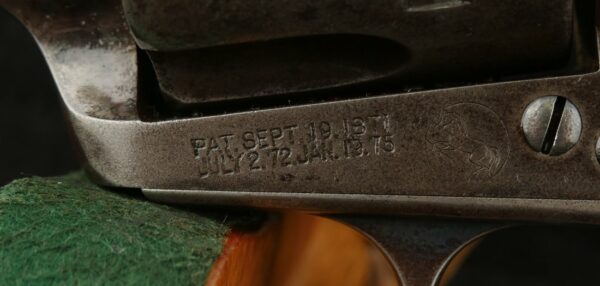 PAT. SEPT. 19. 1871.
JULY 2.72. JAN. 19.75.